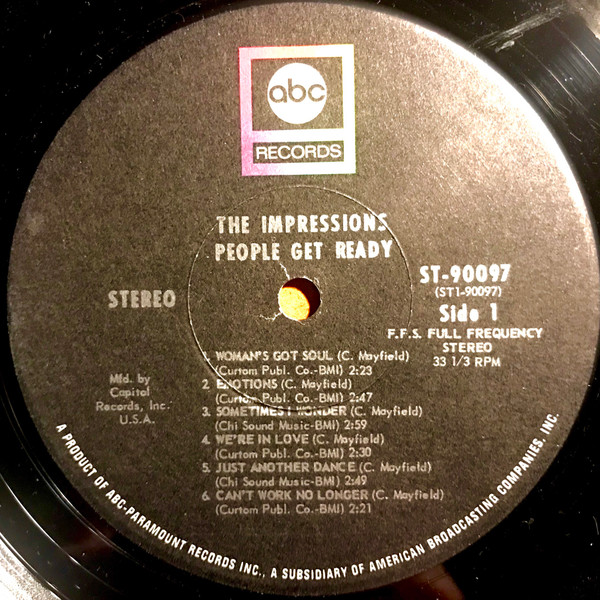 abc
RECORDS
THE IMPRESSIONS
PEOPLE GET READY
STEREO
ST-90097
(ST1-90097)
Side 1
F.F.S. FULL FREQUENCY
STEREO
33 1/3 RPM
Mfd. by
Capitol
Records, Inc.
U.S.A.
1. WOMAN'S GOT SOUL (C. Mayfield)
(Curtom Publ. Co.-BMI) 2:23
2. EMOTIONS (C. Mayfield)
(Curtom Publ. Co.-BMI) 2:47
3. SOMETIMES I WONDER (C. Mayfield)
(Chi Sound Music-BMI) 2:59
4. WE'RE IN LOVE (C. Mayfield)
(Curtom Publ. Co.-BMI) 2:30
5. JUST ANOTHER DANCE (C. Mayfield)
(Chi Sound Music-BMI) 2:49
6. CAN'T WORK NO LONGER (C. Mayfield)
(Curtom Publ. Co.-BMI) 2:21
A PRODUCT OF ABC-PARAMOUNT RECORDS INC., A SUBSIDIARY OF AMERICAN BROADCASTING COMPANIES, INC.